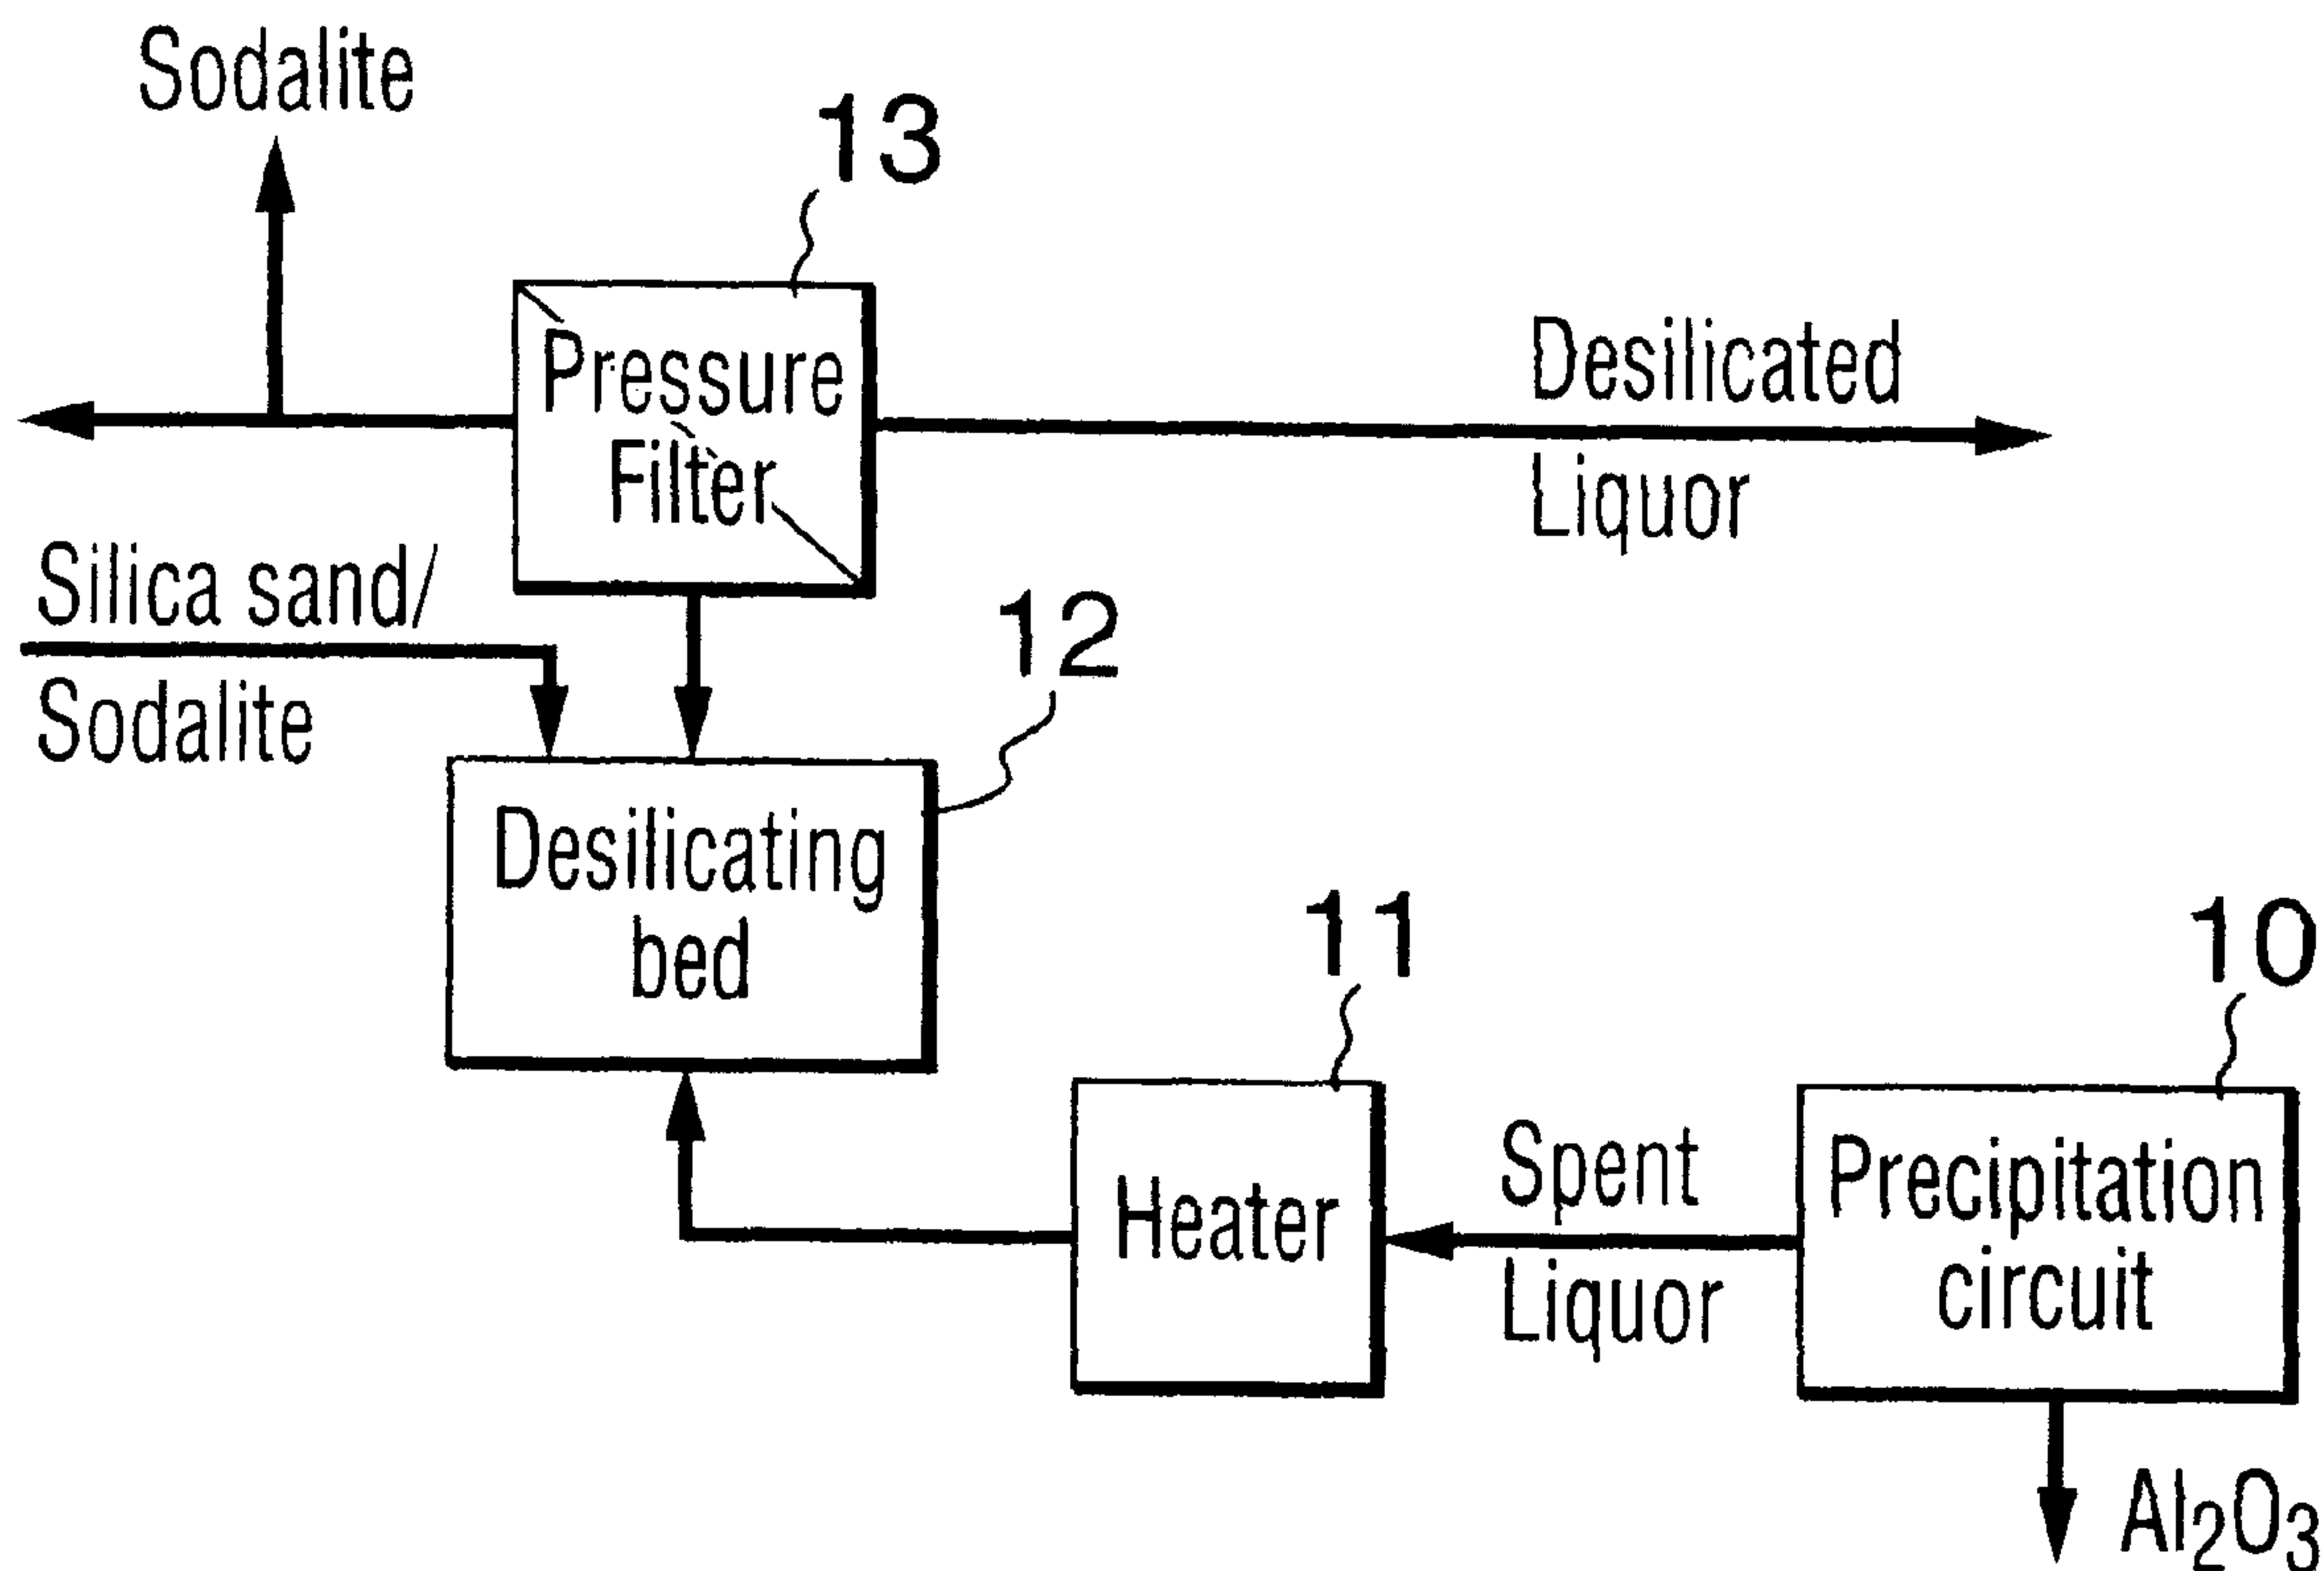 Sodalite
13
Pressure
Filter
Desilicated
Liquor
Silica sand/
Sodalite
12
Desilicating
bed
11
10
Heater
Spent
Liquor
Precipitation
circuit
Al₂O₃